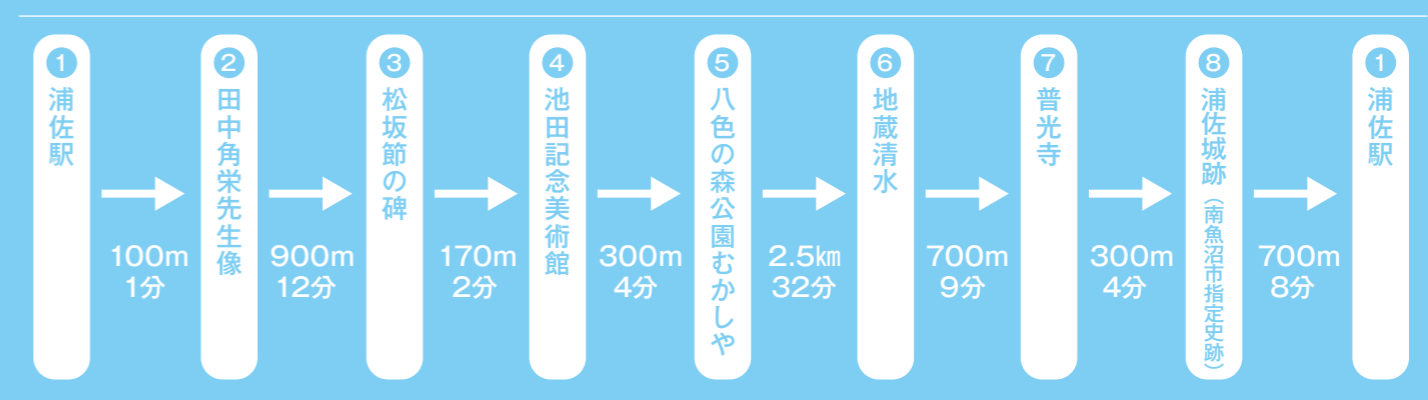 ①
浦佐駅
100m
1分
②
田中角栄先生像
900m
12分
③
松坂節の碑
170m
2分
④
池田記念美術館
300m
4分
⑤
八色の森公園むかしや
2.5㎞
32分
⑥
地蔵清水
700m
9分
⑦
普光寺
300m
4分
⑧
浦佐城跡（南魚沼市指定史跡）
700m
8分
①
浦佐駅